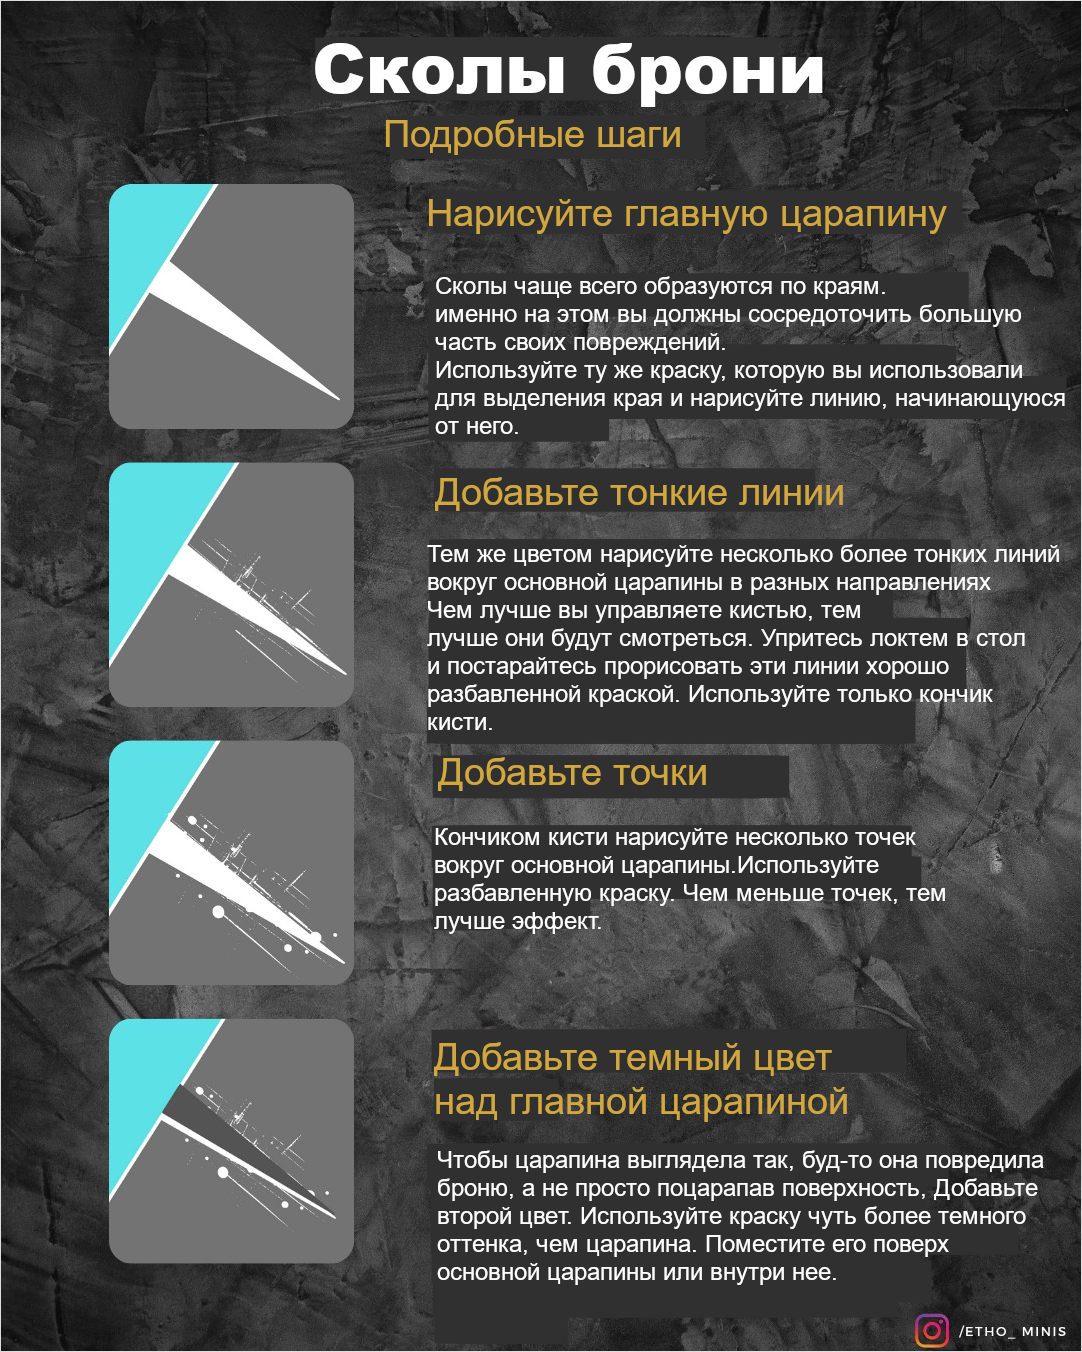 Сколы брони
Подробные шаги
Нарисуйте главную царапину
Сколы чаще всего образуются по краям.
именно на этом вы должны сосредоточить большую
часть своих повреждений.
Используйте ту же краску, которую вы использовали
для выделения края и нарисуйте линию, начинающуюся
от него.
Добавьте тонкие линии
Тем же цветом нарисуйте несколько более тонких линий
вокруг основной царапины в разных направлениях
Чем лучше вы управляете кистью, тем
лучше они будут смотреться. Упритесь локтем в стол
и постарайтесь прорисовать эти линии хорошо
разбавленной краской. Используйте только кончик
кисти.
Добавьте точки
Кончиком кисти нарисуйте несколько точек
вокруг основной царапины.Используйте
разбавленную краску. Чем меньше точек, тем
лучше эффект.
Добавьте темный цвет
над главной царапиной
Чтобы царапина выглядела так, буд-то она повредила
броню, а не просто поцарапав поверхность, Добавьте
второй цвет. Используйте краску чуть более темного
оттенка, чем царапина. Поместите его поверх
основной царапины или внутри нее.
/ETHO_ MINIS